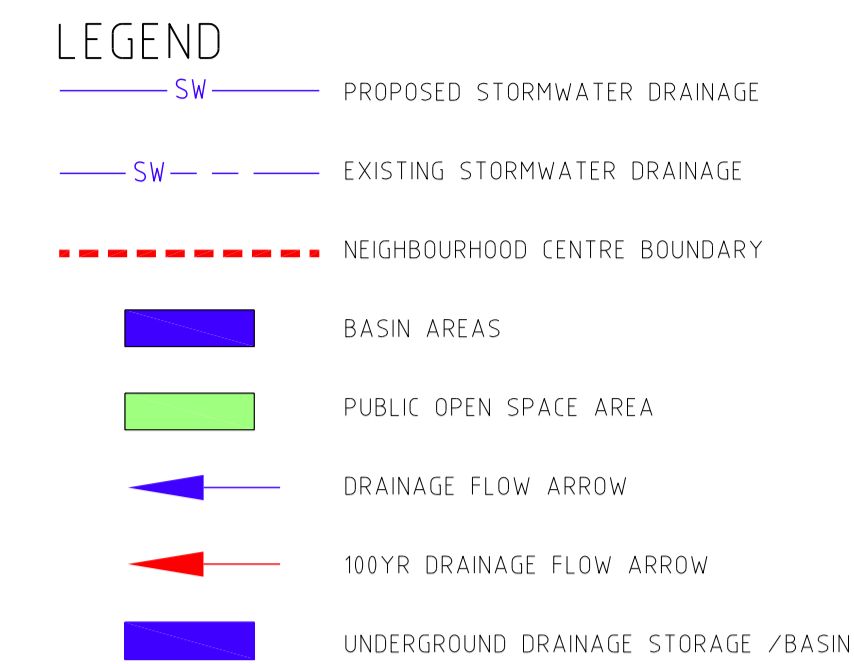 LEGEND
SW PROPOSED STORMWATER DRAINAGE
SW EXISTING STORMWATER DRAINAGE
NEIGHBOURHOOD CENTRE BOUNDARY
BASIN AREAS
PUBLIC OPEN SPACE AREA
DRAINAGE FLOW ARROW
100YR DRAINAGE FLOW ARROW
UNDERGROUND DRAINAGE STORAGE /BASIN